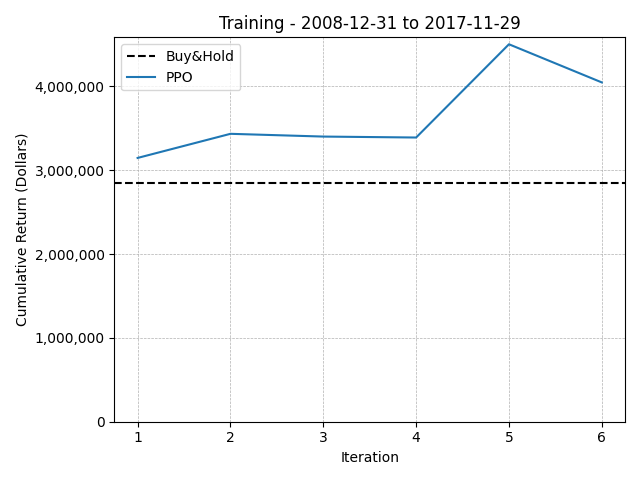 Training - 2008-12-31 to 2017-11-29
Buy&Hold
PPO
Cumulative Return (Dollars)
4,000,000
3,000,000
2,000,000
1,000,000
0
1 2 3 4 5 6
Iteration